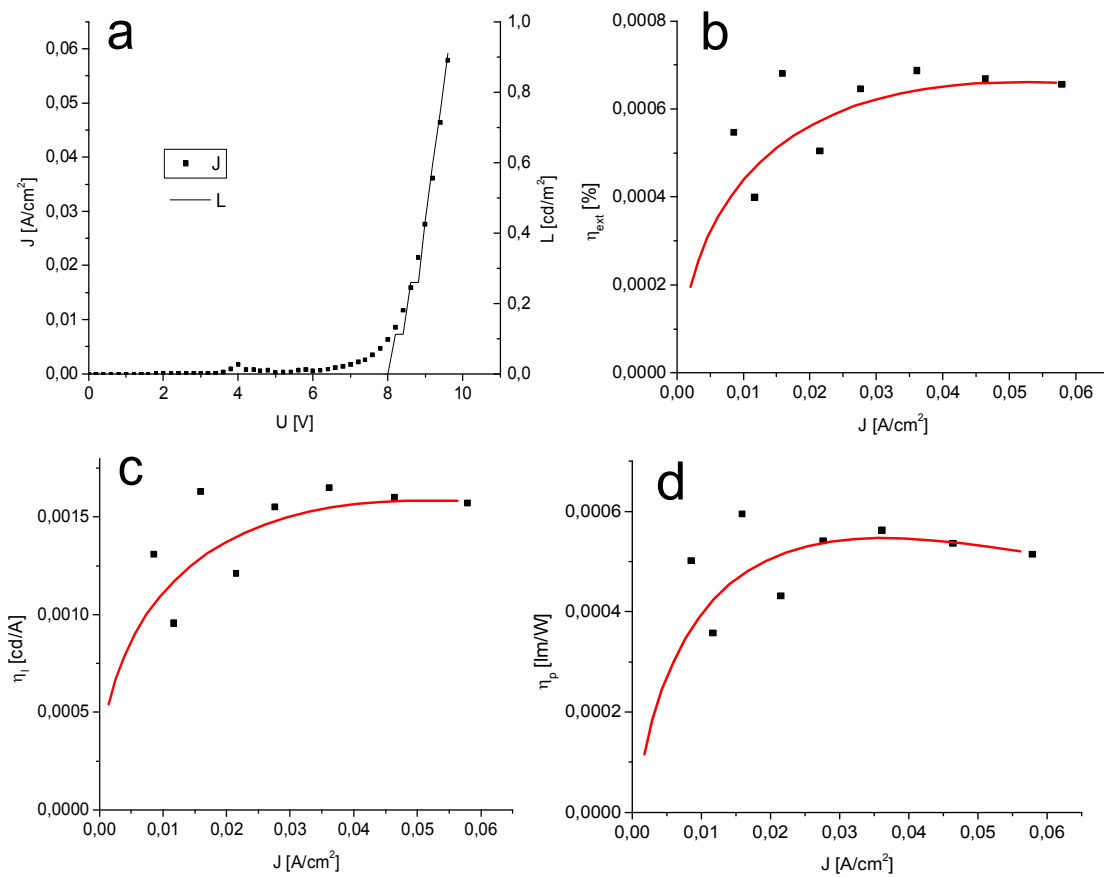 a
J [A/cm²]
0,06
0,05
0,04
0,03
0,02
0,01
0,00
J
L
1,0
0,8
0,6
0,4
0,2
0,0
L [cd/m²]
0 2 4 6 8 10
U [V]
b
η_ext [%]
0,0008
0,0006
0,0004
0,0002
0,0000
0,00 0,01 0,02 0,03 0,04 0,05 0,06
J [A/cm²]
c
η_l [cd/A]
0,0015
0,0010
0,0005
0,0000
0,00 0,01 0,02 0,03 0,04 0,05 0,06
J [A/cm²]
d
η_p [lm/W]
0,0006
0,0004
0,0002
0,0000
0,00 0,01 0,02 0,03 0,04 0,05 0,06
J [A/cm²]